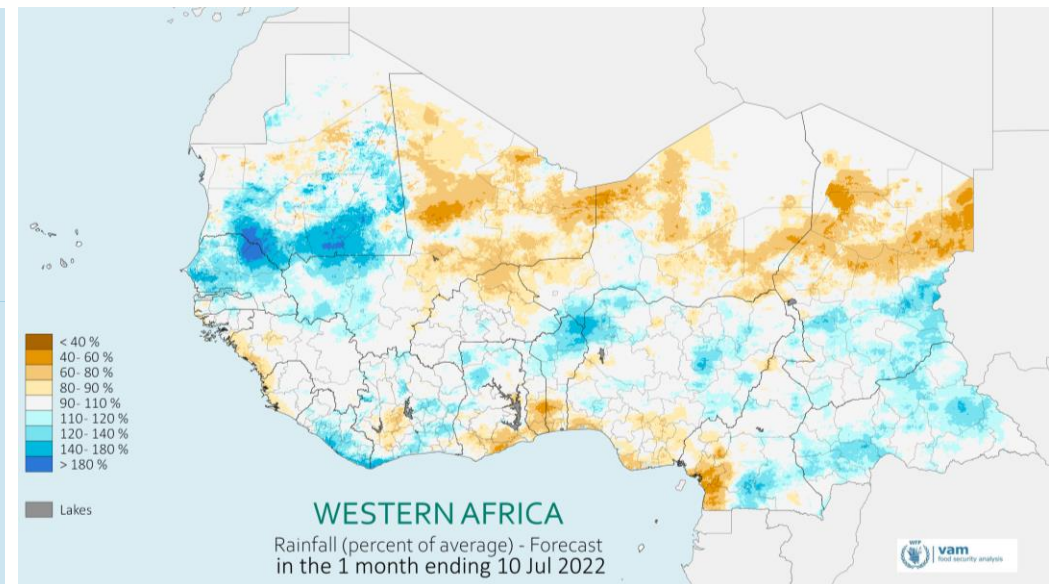 < 40 %
40- 60 %
60- 80 %
80- 90 %
90- 110 %
110- 120 %
120- 140 %
140- 180 %
> 180 %
Lakes
WESTERN AFRICA
Rainfall (percent of average) - Forecast
in the 1 month ending 10 Jul 2022
WFP
vam
food security analysis